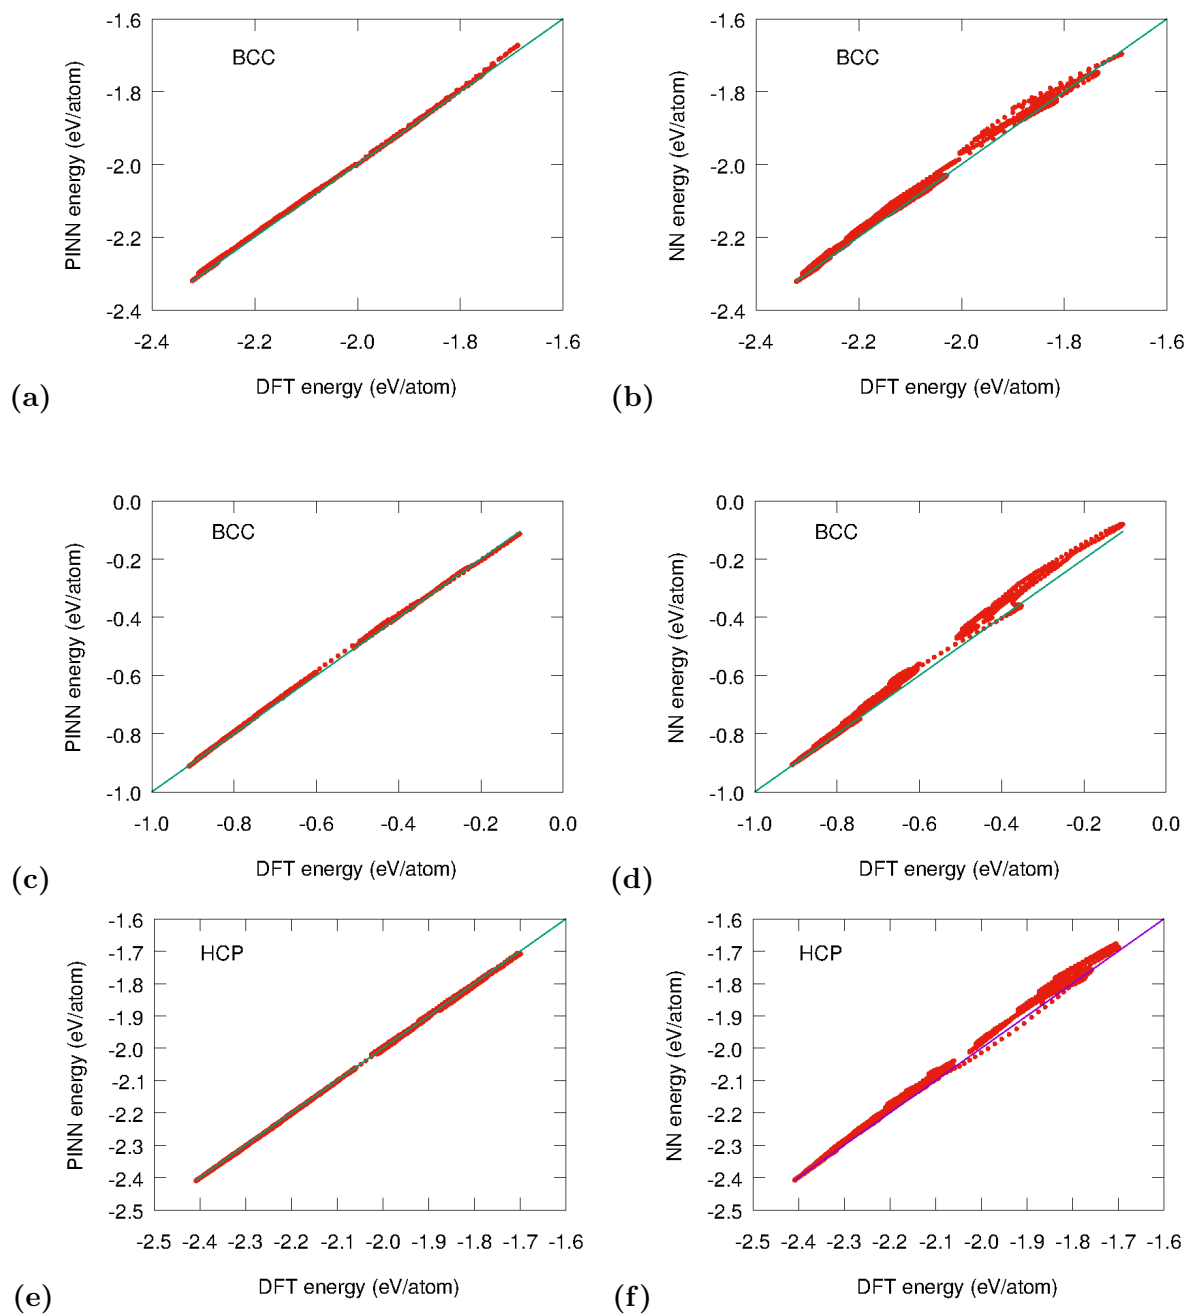 -1.6
-1.8
-2.0
-2.2
-2.4
PINN energy (eV/atom)
BCC
-2.4 -2.2 -2.0 -1.8 -1.6
DFT energy (eV/atom)
(a)
-1.6
-1.8
-2.0
-2.2
-2.4
NN energy (eV/atom)
BCC
-2.4 -2.2 -2.0 -1.8 -1.6
DFT energy (eV/atom)
(b)
0.0
-0.2
-0.4
-0.6
-0.8
-1.0
PINN energy (eV/atom)
BCC
-1.0 -0.8 -0.6 -0.4 -0.2 0.0
DFT energy (eV/atom)
(c)
0.0
-0.2
-0.4
-0.6
-0.8
-1.0
NN energy (eV/atom)
BCC
-1.0 -0.8 -0.6 -0.4 -0.2 0.0
DFT energy (eV/atom)
(d)
-1.6
-1.7
-1.8
-1.9
-2.0
-2.1
-2.2
-2.3
-2.4
-2.5
PINN energy (eV/atom)
HCP
-2.5 -2.4 -2.3 -2.2 -2.1 -2.0 -1.9 -1.8 -1.7 -1.6
DFT energy (eV/atom)
(e)
-1.6
-1.7
-1.8
-1.9
-2.0
-2.1
-2.2
-2.3
-2.4
-2.5
NN energy (eV/atom)
HCP
-2.5 -2.4 -2.3 -2.2 -2.1 -2.0 -1.9 -1.8 -1.7 -1.6
DFT energy (eV/atom)
(f)